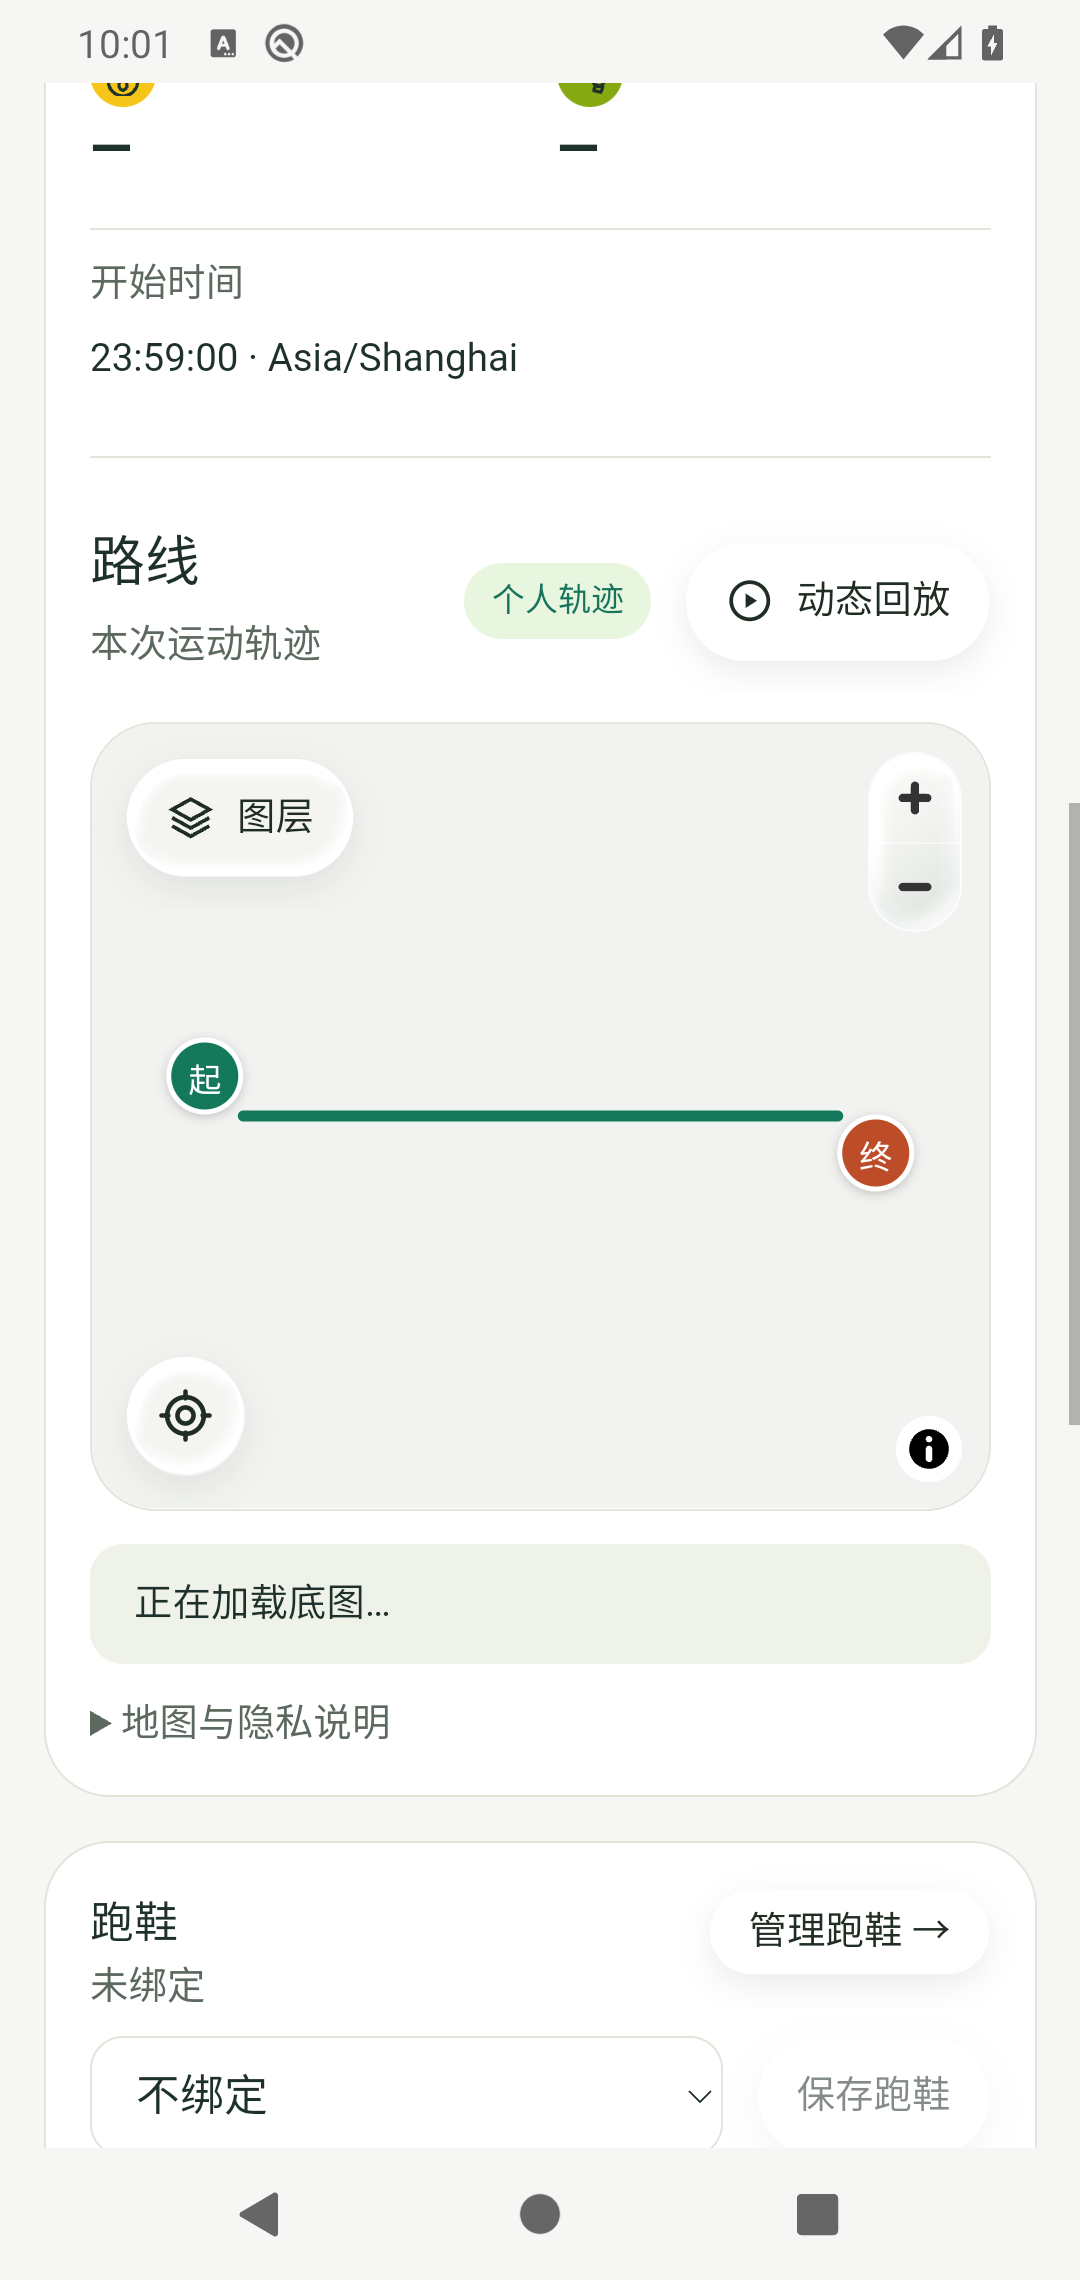 10:01
—
—
开始时间
23:59:00 · Asia/Shanghai
路线
本次运动轨迹
个人轨迹
动态回放
图层
+
−
起
终
正在加载底图...
▶ 地图与隐私说明
跑鞋
未绑定
管理跑鞋 →
不绑定
保存跑鞋